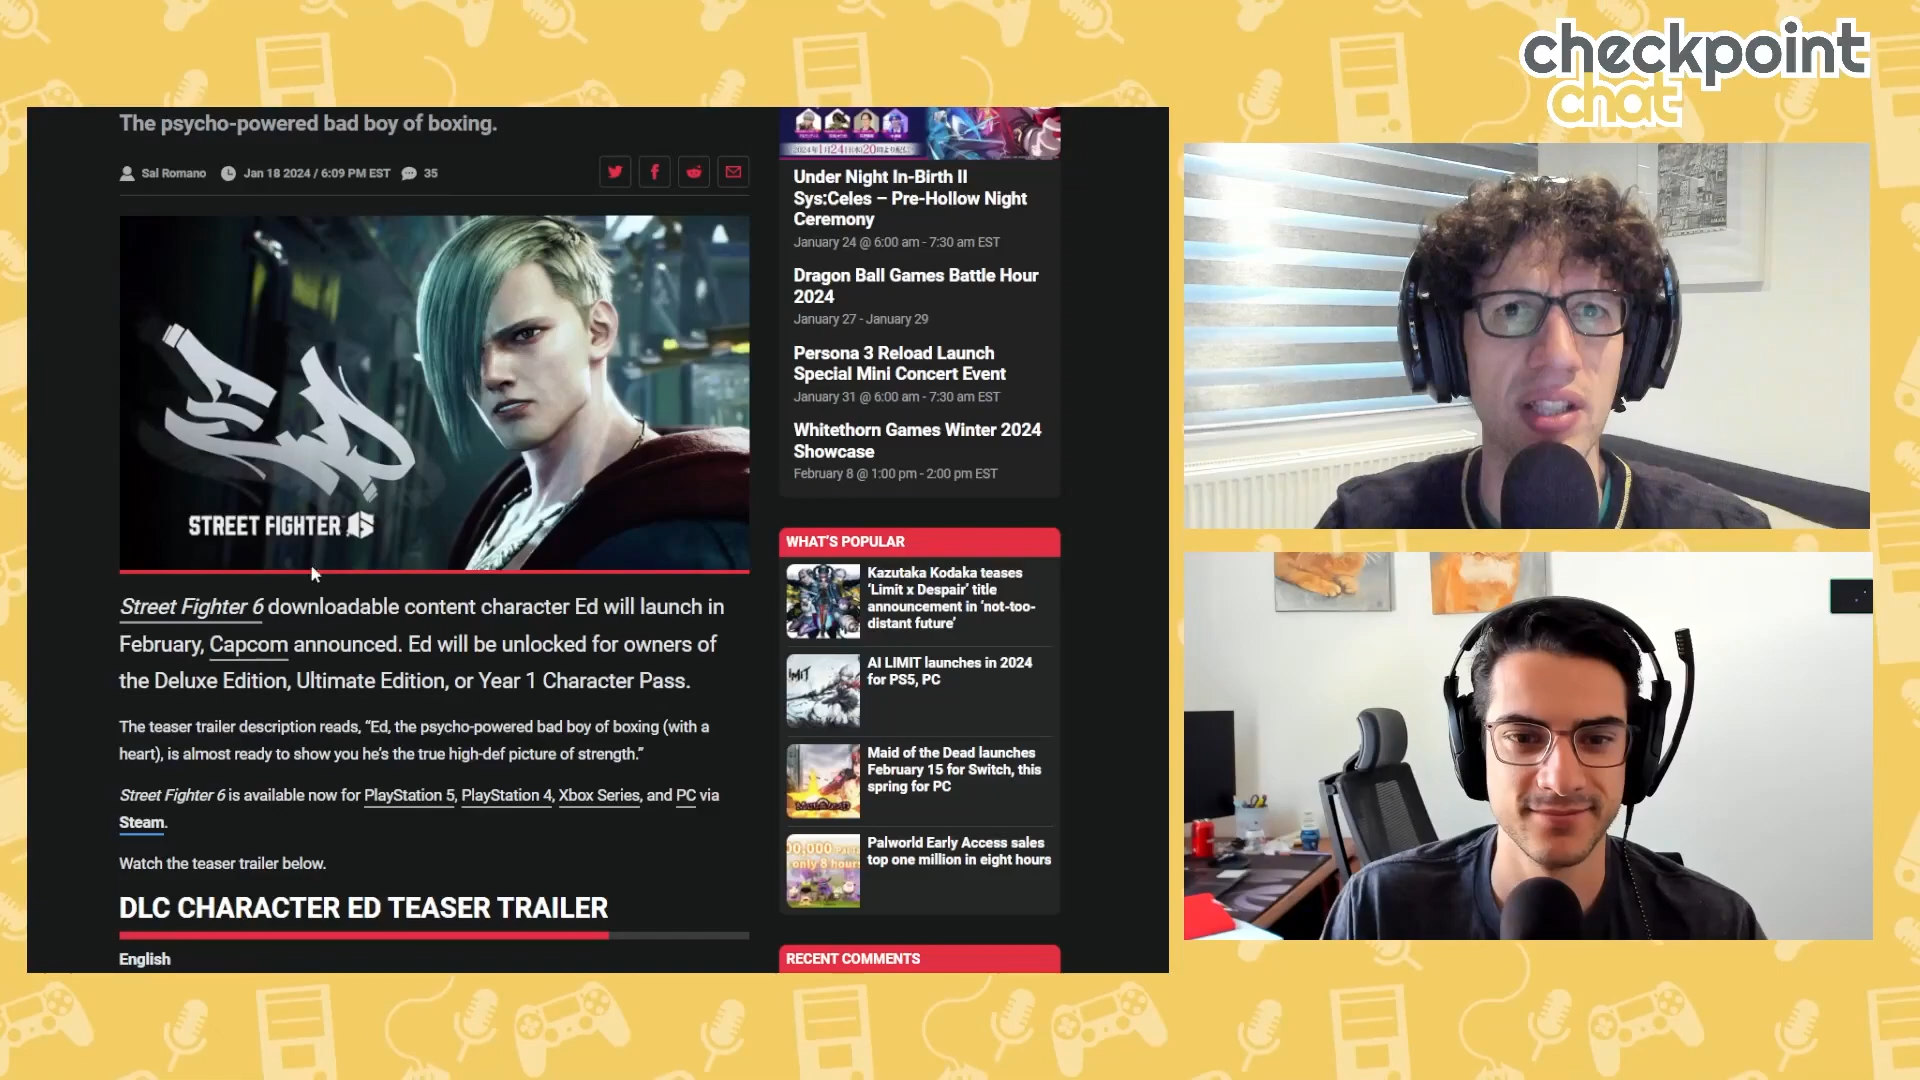 checkpoint
chat
The psycho-powered bad boy of boxing.
Sal Romano Jan 18 2024 / 6:09 PM EST 35
ED
STREET FIGHTER 6
Street Fighter 6 downloadable content character Ed will launch in
February, Capcom announced. Ed will be unlocked for owners of
the Deluxe Edition, Ultimate Edition, or Year 1 Character Pass.
The teaser trailer description reads, “Ed, the psycho-powered bad boy of boxing (with a
heart), is almost ready to show you he’s the true high-def picture of strength.”
Street Fighter 6 is available now for PlayStation 5, PlayStation 4, Xbox Series, and PC via
Steam.
Watch the teaser trailer below.
DLC CHARACTER ED TEASER TRAILER
English
Under Night In-Birth II
Sys:Celes – Pre-Hollow Night
Ceremony
January 24 @ 6:00 am - 7:30 am EST
Dragon Ball Games Battle Hour
2024
January 27 - January 29
Persona 3 Reload Launch
Special Mini Concert Event
January 31 @ 6:00 am - 7:30 am EST
Whitethorn Games Winter 2024
Showcase
February 8 @ 1:00 pm - 2:00 pm EST
WHAT’S POPULAR
Kazutaka Kodaka teases
‘Limit x Despair’ title
announcement in ‘not-too-
distant future’
AI LIMIT launches in 2024
for PS5, PC
Maid of the Dead launches
February 15 for Switch, this
spring for PC
Palworld Early Access sales
top one million in eight hours
RECENT COMMENTS